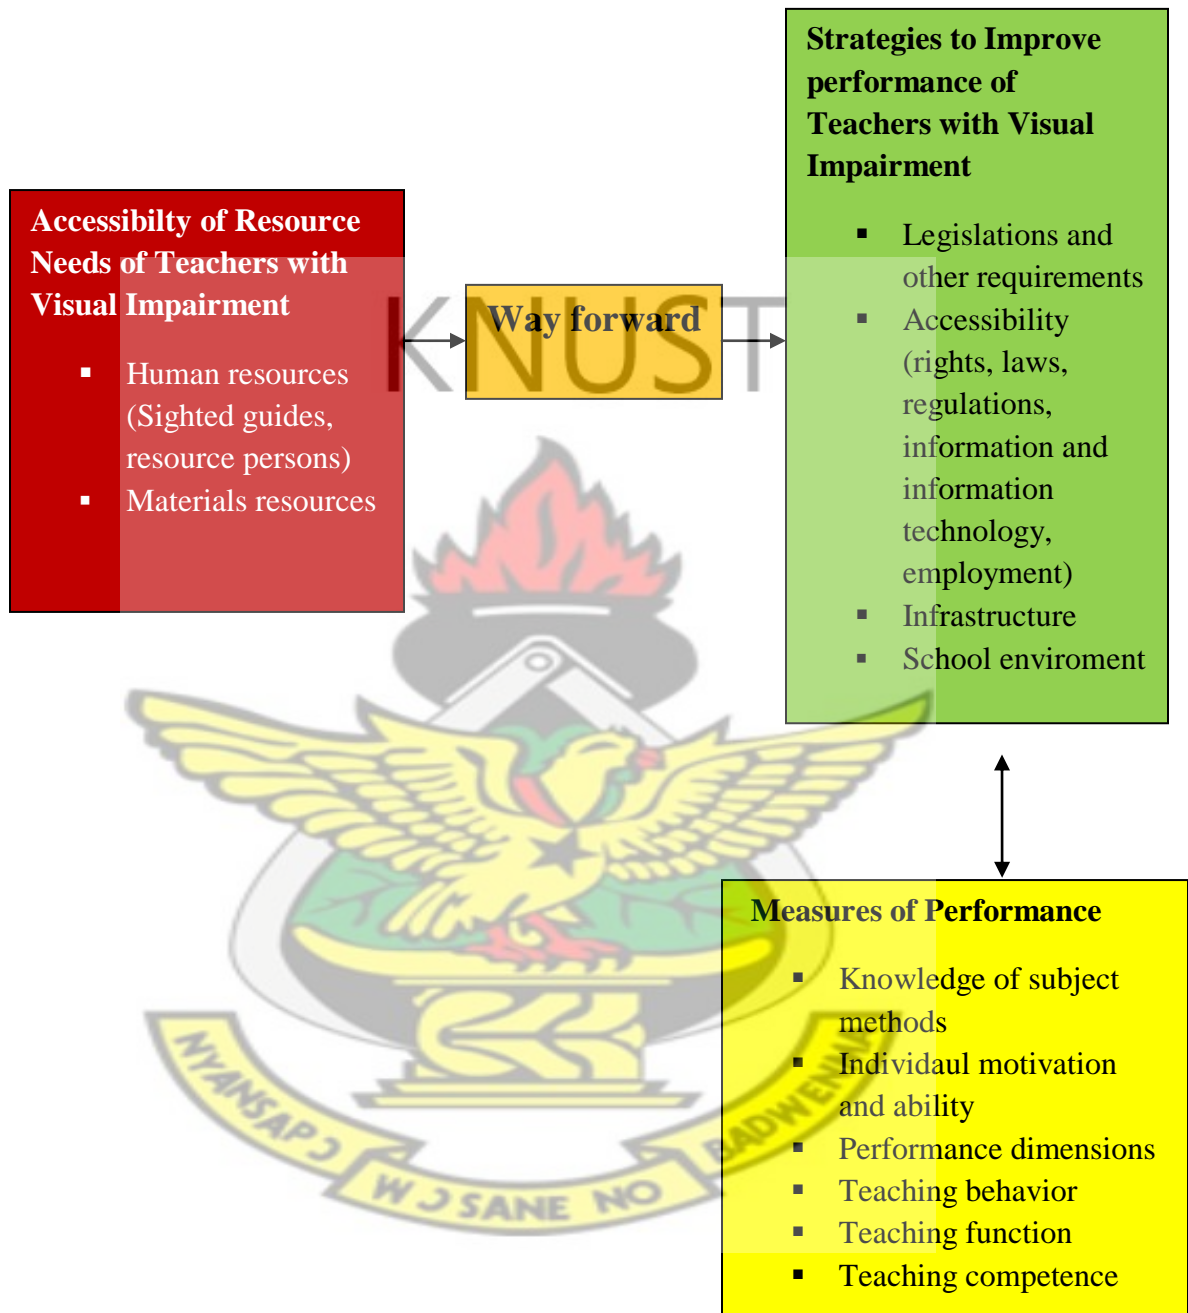 Accessibilty of Resource
Needs of Teachers with
Visual Impairment
▪ Human resources
(Sighted guides,
resource persons)
▪ Materials resources
KNUST
Way forward
Strategies to Improve
performance of
Teachers with Visual
Impairment
▪ Legislations and
other requirements
▪ Accessibility
(rights, laws,
regulations,
information and
information
technology,
employment)
▪ Infrastructure
▪ School enviroment
Measures of Performance
▪ Knowledge of subject
methods
▪ Individaul motivation
and ability
▪ Performance dimensions
▪ Teaching behavior
▪ Teaching function
▪ Teaching competence
NYANSAPƆ
WƆSANE NO
BADWENMA